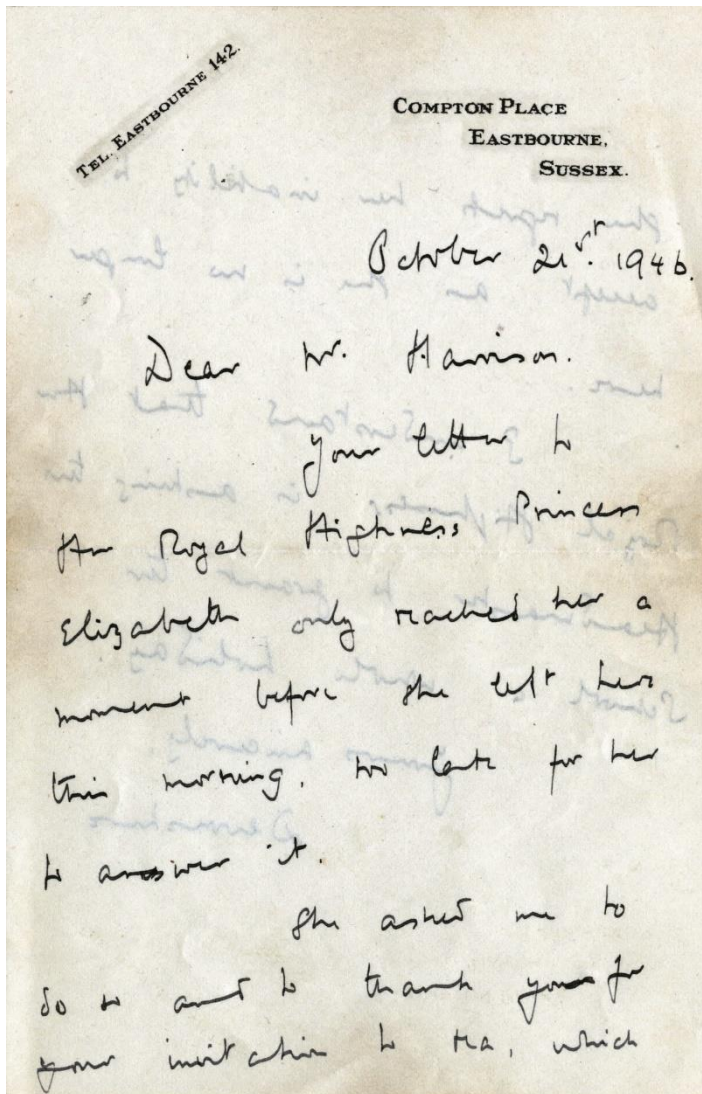 TEL. EASTBOURNE 142.
COMPTON PLACE
EASTBOURNE,
SUSSEX.
October 21st. 1946.
Dear Mr. Harrison.
Your letter to
Her Royal Highness Princess
Elizabeth only reached her a
moment before she left here
this morning, too late for her
to answer it.
She asked me to
do so and to thank you for
your invitation to tea, which